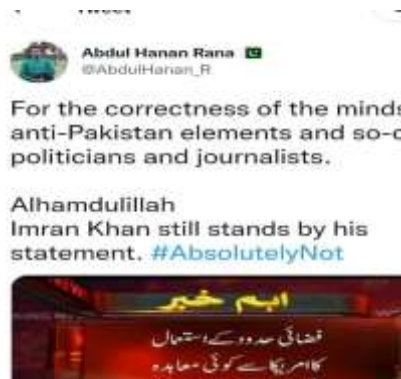 Tweet
Abdul Hanan Rana
@AbdulHanan_R
For the correctness of the minds
anti-Pakistan elements and so-c
politicians and journalists.
Alhamdulillah
Imran Khan still stands by his
statement. #AbsolutelyNot
اہم خبر
فضائی حدود کے استعمال
کا امریکا سے کوئی معاہدہ